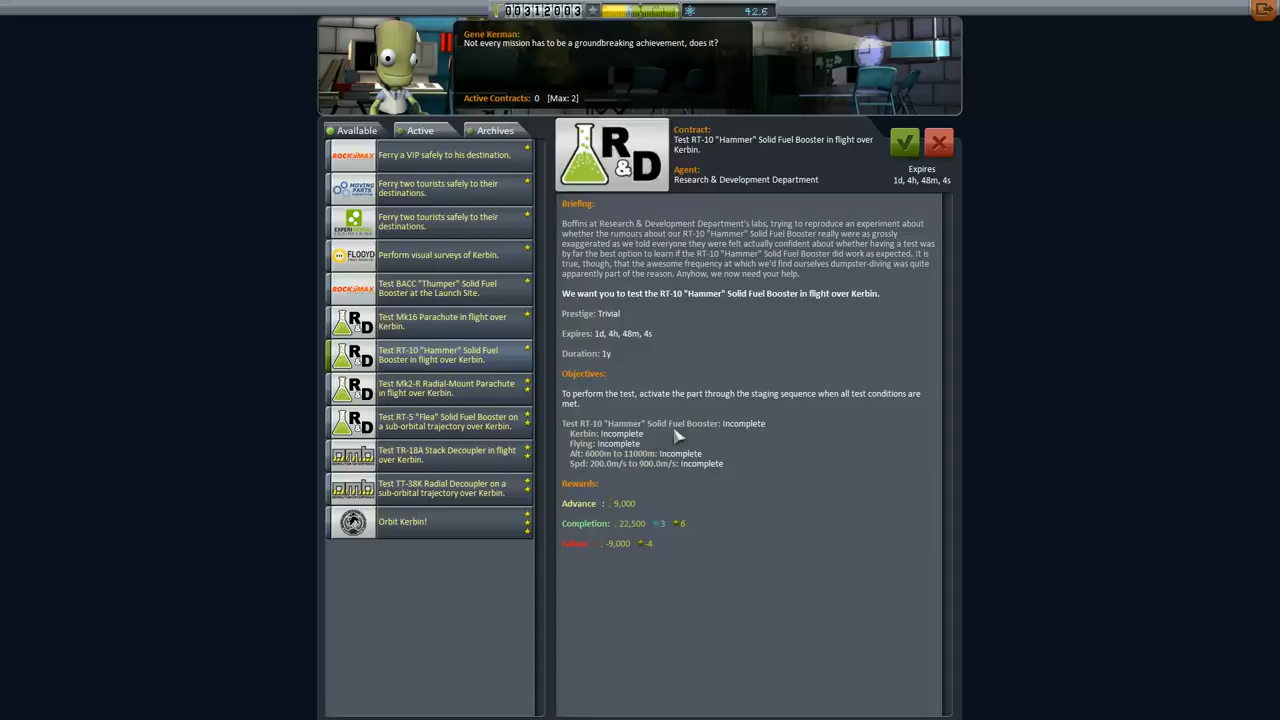 00312003
42.6
Gene Kerman:
Not every mission has to be a groundbreaking achievement, does it?
Active Contracts: 0 [Max: 2]
Available
Active
Archives
ROCKOMAX
Ferry a VIP safely to his destination.
MOVING
PARTS
Ferry two tourists safely to their
destinations.
Ferry two tourists safely to their
destinations.
FLOOYD
Perform visual surveys of Kerbin.
ROCKOMAX
Test BACC "Thumper" Solid Fuel
Booster at the Launch Site.
R&D
Test Mk16 Parachute in flight over
Kerbin.
R&D
Test RT-10 "Hammer" Solid Fuel
Booster in flight over Kerbin.
R&D
Test Mk2-R Radial-Mount Parachute
in flight over Kerbin.
R&D
Test RT-5 "Flea" Solid Fuel Booster on
a sub-orbital trajectory over Kerbin.
Test TR-18A Stack Decoupler in flight
over Kerbin.
Test TT-38K Radial Decoupler on a
sub-orbital trajectory over Kerbin.
Orbit Kerbin!
R&D
Contract:
Test RT-10 "Hammer" Solid Fuel Booster in flight over
Kerbin.
Agent:
Research & Development Department
Expires
1d, 4h, 48m, 4s
Briefing:
Boffins at Research & Development Department's labs, trying to reproduce an experiment about
whether the rumours about our RT-10 "Hammer" Solid Fuel Booster really were as grossly
exaggerated as we told everyone they were felt actually confident about whether having a test was
by far the best option to learn if the RT-10 "Hammer" Solid Fuel Booster did work as expected. It is
true, though, that the awesome frequency at which we'd find ourselves dumpster-diving was quite
apparently part of the reason. Anyhow, we now need your help.
We want you to test the RT-10 "Hammer" Solid Fuel Booster in flight over Kerbin.
Prestige: Trivial
Expires: 1d, 4h, 48m, 4s
Duration: 1y
Objectives:
To perform the test, activate the part through the staging sequence when all test conditions are
met.
Test RT-10 "Hammer" Solid Fuel Booster: Incomplete
Kerbin: Incomplete
Flying: Incomplete
Alt: 6000m to 11000m: Incomplete
Spd: 200.0m/s to 900.0m/s: Incomplete
Rewards:
Advance : 9,000
Completion: 22,500 3 6
Failure: -9,000 -4